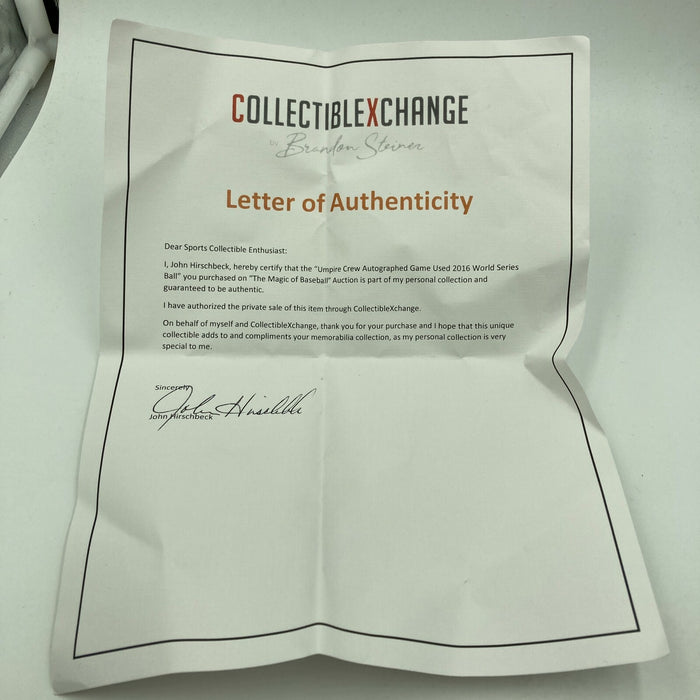 COLLECTIBLEXCHANGE
BY Brandon Steiner
Letter of Authenticity
Dear Sports Collectible Enthusiast:
I, John Hirschbeck, hereby certify that the "Umpire Crew Autographed Game Used 2016 World Series
Ball" you purchased on "The Magic of Baseball" Auction is part of my personal collection and
guaranteed to be authentic.
I have authorized the private sale of this item through CollectibleXchange.
On behalf of myself and CollectibleXchange, thank you for your purchase and I hope that this unique
collectible adds to and compliments your memorabilia collection, as my personal collection is very
special to me.
Sincerely,
John Hirschbeck
John Hirschbeck